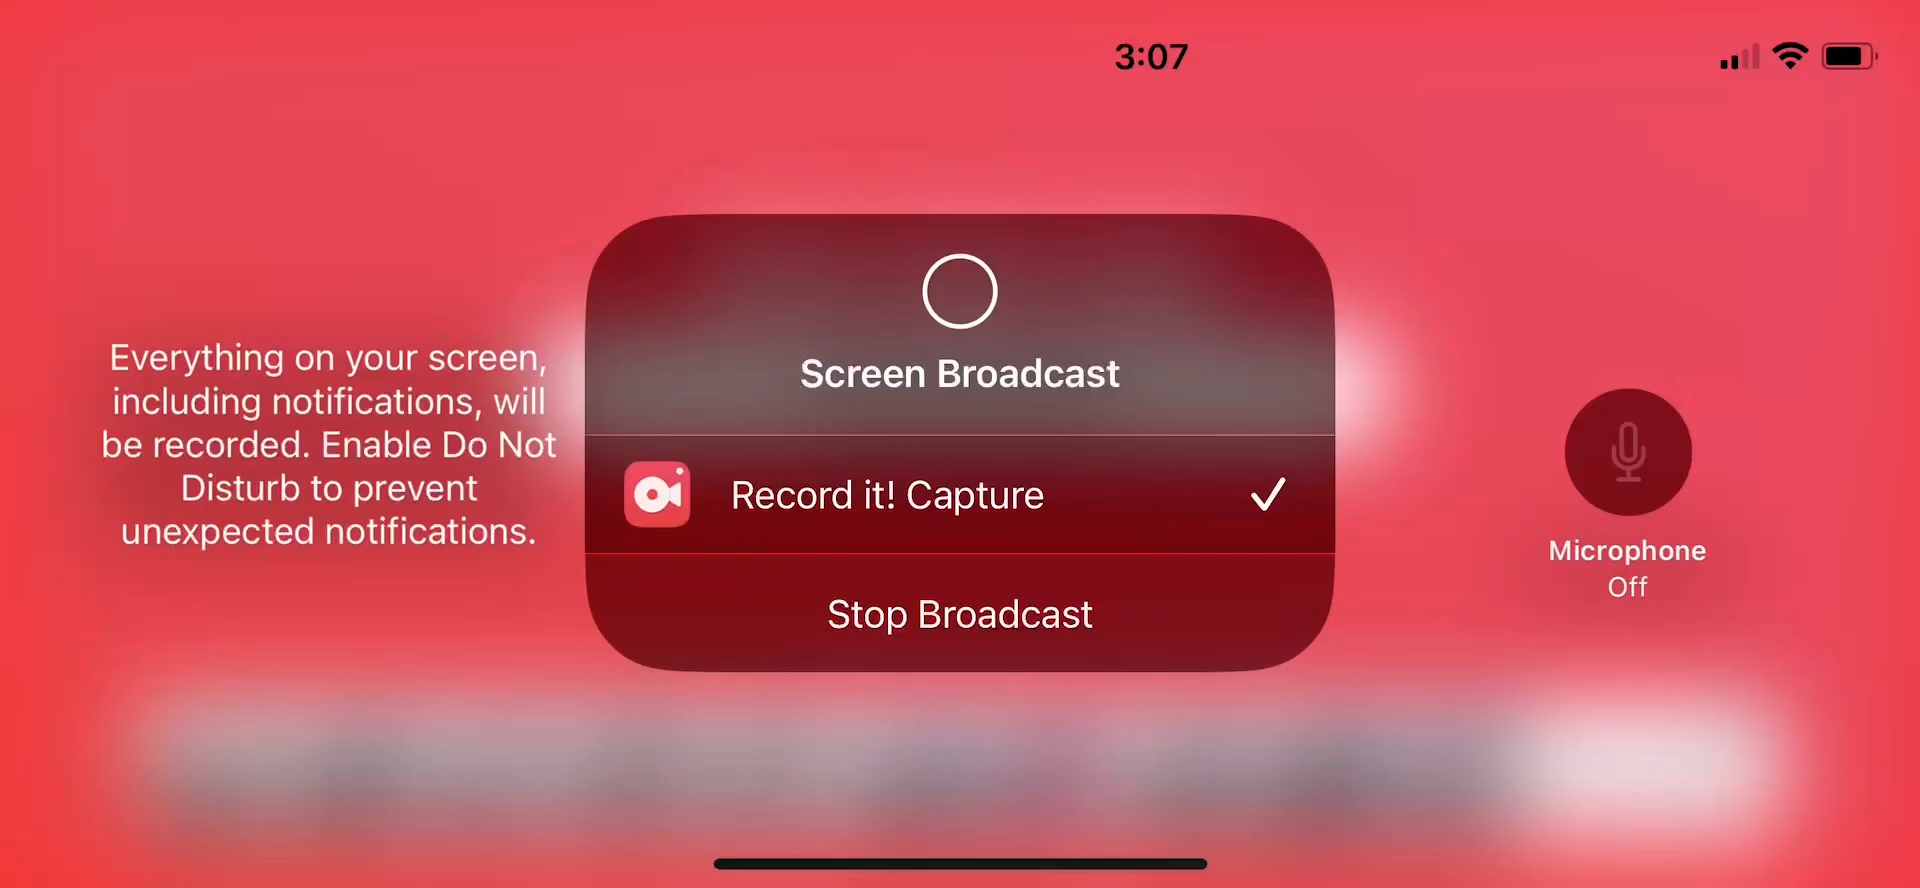 3:07
Everything on your screen,
including notifications, will
be recorded. Enable Do Not
Disturb to prevent
unexpected notifications.
Screen Broadcast
Record it! Capture
Stop Broadcast
Microphone
Off